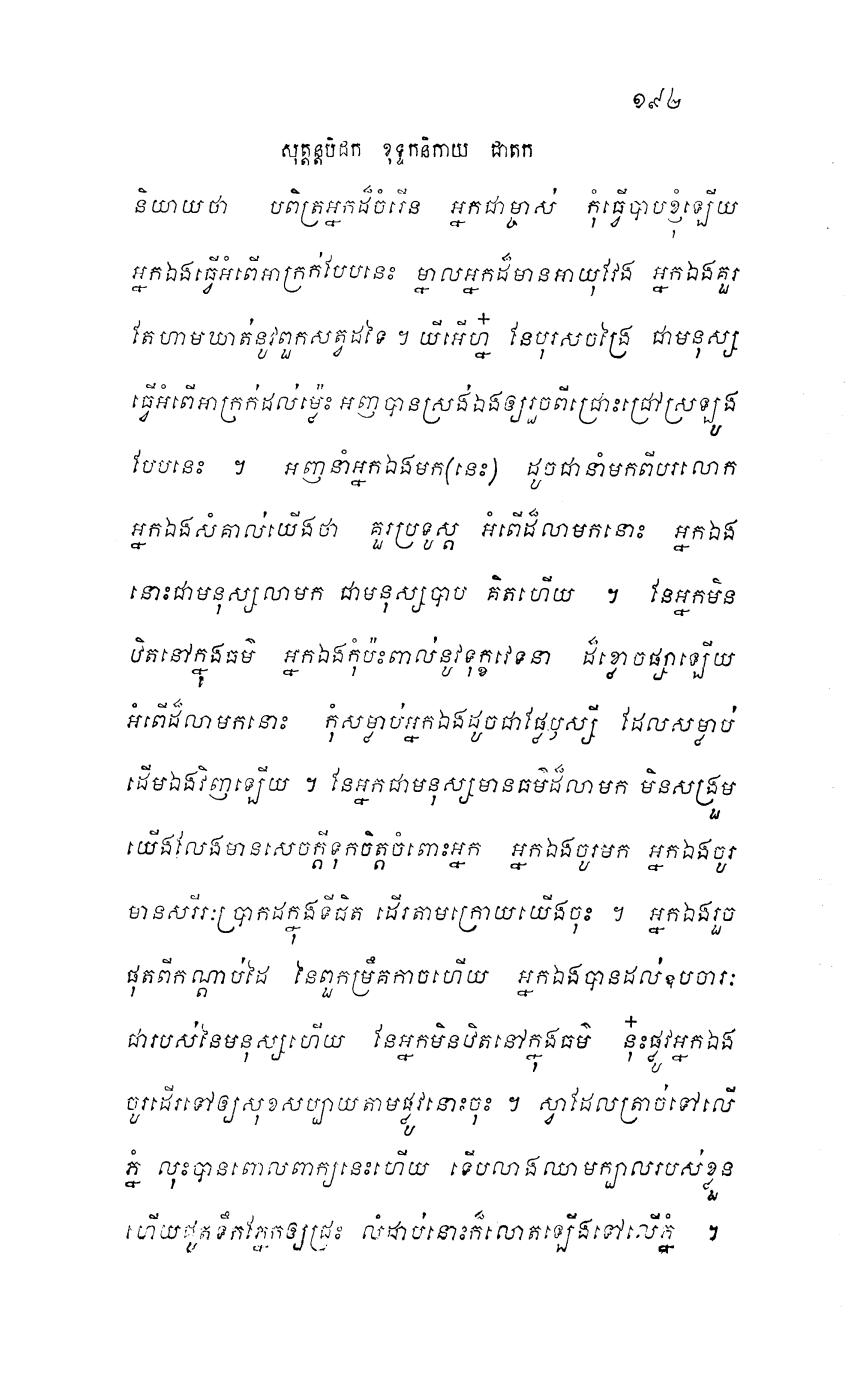 ១៩២
សុត្តន្តបិដក ខុទ្ទកនិកាយ ជាតក
និយាយថា បពិត្រអ្នកដ៏ចំរើន អ្នកជាម្ចាស់ កុំធ្វើបាបខ្ញុំឡើយ
អ្នកឯងធ្វើអំពើអាក្រក់បែបនេះ ម្នាលអ្នកដ៏មានអាយុវែង អ្នកឯងគួរ
តែហាមឃាត់នូវពួកសត្វដទៃ ។ យីអើហ្ន៎ នែបុរសចង្រៃ ជាមនុស្ស
ធ្វើអំពើអាក្រក់ដល់ម្ល៉េះ អញបានស្រង់ឯងឲ្យរួចពីជ្រោះជ្រៅស្រឡូង
បែបនេះ ។ អញនាំអ្នកឯងមក(នេះ) ដូចជានាំមកពីបរលោក
អ្នកឯងសំគាល់យើងថា គួរប្រទូស្ត អំពើដ៏លាមកនោះ អ្នកឯង
នោះជាមនុស្សលាមក ជាមនុស្សបាប គិតហើយ ។ នែអ្នកមិន
ឋិតនៅក្នុងធម៌ អ្នកឯងកុំប៉ះពាល់នូវទុក្ខវេទនា ដ៏ខ្លោចផ្សាឡើយ
អំពើដ៏លាមកនោះ កុំសម្លាប់អ្នកឯងដូចជាផ្លែឫស្សី ដែលសម្លាប់
ដើមឯងវិញឡើយ ។ នែអ្នកជាមនុស្សមានធម៌ដ៏លាមក មិនសង្រួម
យើងលែងមានសេចក្តីទុកចិត្តចំពោះអ្នក អ្នកឯងចូរមក អ្នកឯងចូរ
មានសរីរៈប្រាកដក្នុងទីជិត ដើរតាមក្រោយយើងចុះ ។ អ្នកឯងរួច
ផុតពីកណ្តាប់ដៃ នៃពួកម្រឹគកាចហើយ អ្នកឯងបានដល់ឧបចារៈ
ជារបស់នៃមនុស្សហើយ នែអ្នកមិនឋិតនៅក្នុងធម៌ នុ៎ះផ្លូវអ្នកឯង
ចូរដើរទៅឲ្យសុខសប្បាយតាមផ្លូវនោះចុះ ។ ស្វាដែលត្រាច់ទៅលើ
ភ្នំ លុះបានពោលពាក្យនេះហើយ ទើបលាងឈាមក្បាលរបស់ខ្លួន
ហើយជូតទឹកភ្នែកឲ្យជ្រះ លំដាប់នោះក៏លោតឡើងទៅលើភ្នំ ។